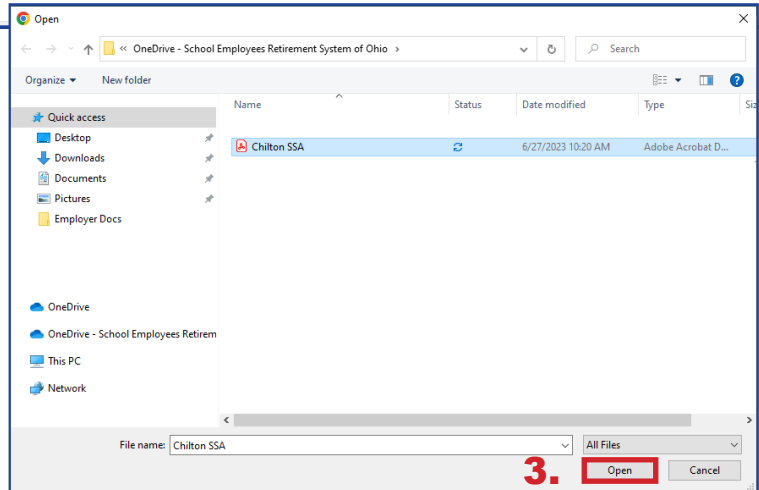 Open
« OneDrive - School Employees Retirement System of Ohio >
Search
Organize
New folder
Name
Status
Date modified
Type
Siz
Quick access
Desktop
Downloads
Documents
Pictures
Employer Docs
OneDrive
OneDrive - School Employees Retirem
This PC
Network
Chilton SSA
6/27/2023 10:20 AM
Adobe Acrobat D...
File name:
Chilton SSA
All Files
3.
Open
Cancel